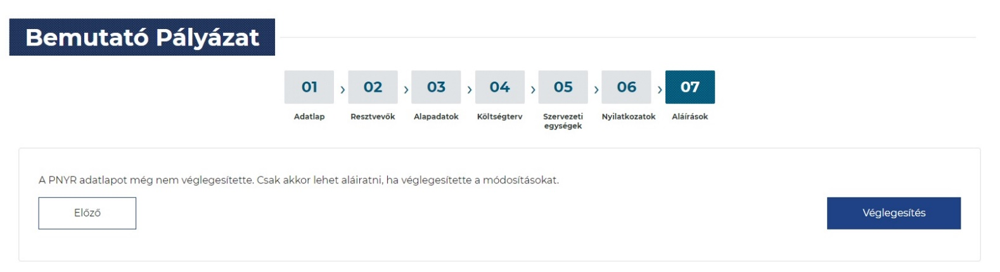 Bemutató Pályázat
01 › 02 › 03 › 04 › 05 › 06 › 07
Adatlap Resztvevők Alapadatok Költségterv Szervezeti egységek Nyilatkozatok Aláírások
A PNYR adatlapot még nem véglegesítette. Csak akkor lehet aláiratni, ha véglegesítette a módosításokat.
Előző Véglegesítés